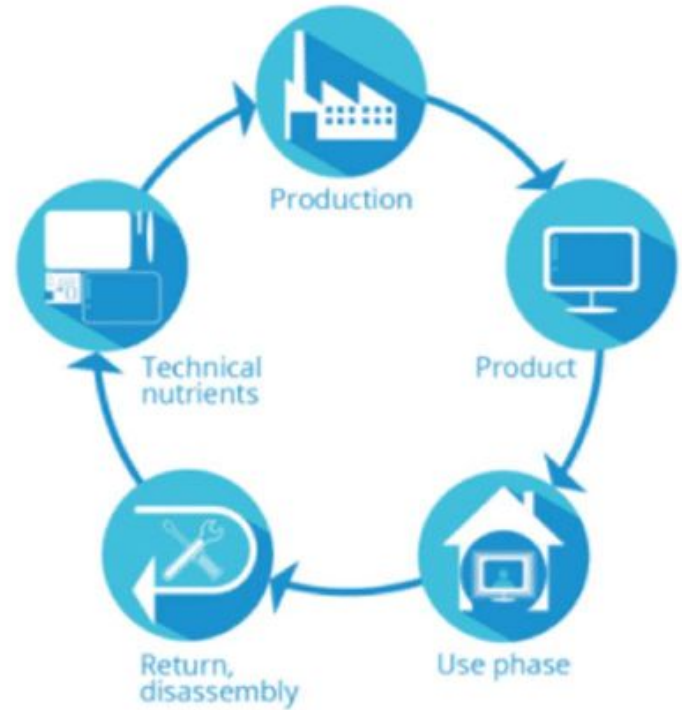 Production
Product
Use phase
Return,
disassembly
Technical
nutrients